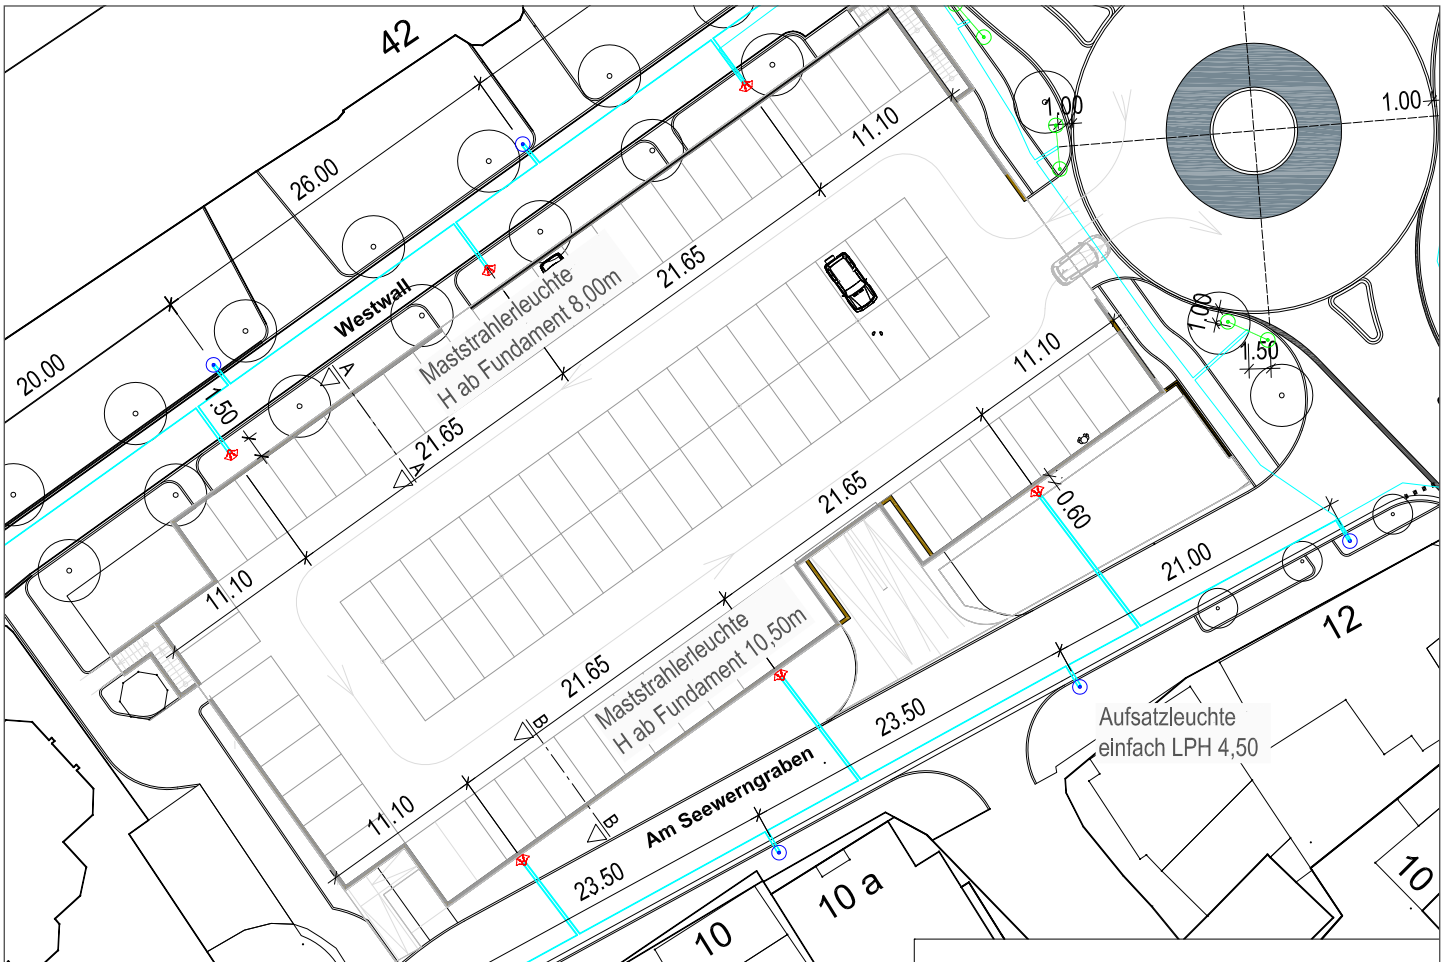 42
1.00
1.00
11.10
26.00
21.65
Westwall
Maststrahlerleuchte
H ab Fundament 8,00m
1.00
11.10
1.50
20.00
1.50
A
21.65
A
21.65
0.60
21.00
11.10
12
Maststrahlerleuchte
H ab Fundament 10,50m
21.65
B
23.50
Aufsatzleuchte
einfach LPH 4,50
11.10
Am Seewerngraben
B
23.50
10 a
10
10